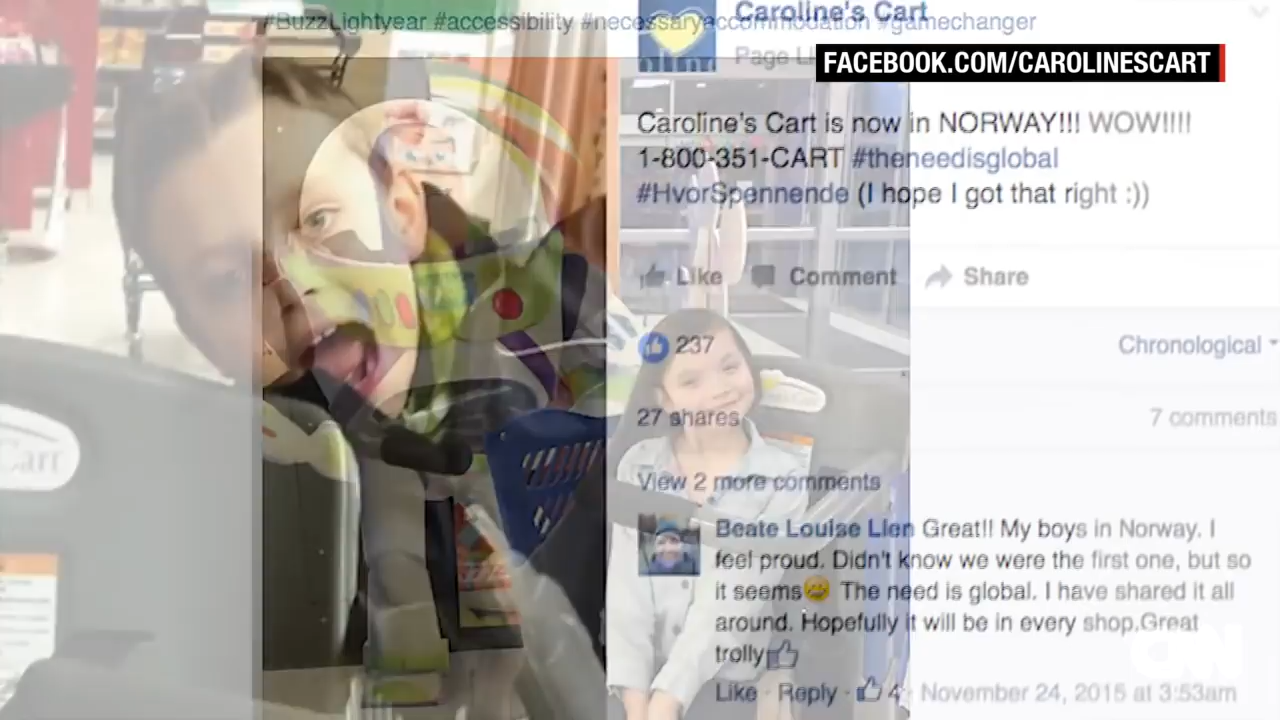 #BuzzLightyear #accessibility #necessaryaccommodation #gamechanger
Caroline's Cart
Page Li
FACEBOOK.COM/CAROLINESCART
Caroline's Cart is now in NORWAY!!! WOW!!!!
1-800-351-CART #theneedisglobal
#HvorSpennende (I hope I got that right :))
Like Comment Share
237
Chronological
27 shares
7 comments
View 2 more comments
Beate Louise Lien Great!! My boys in Norway. I
feel proud. Didn't know we were the first one, but so
it seems😄 The need is global. I have shared it all
around. Hopefully it will be in every shop.Great
trolly👍
Like · Reply · 👍 4 · November 24, 2015 at 3:53am
CNN